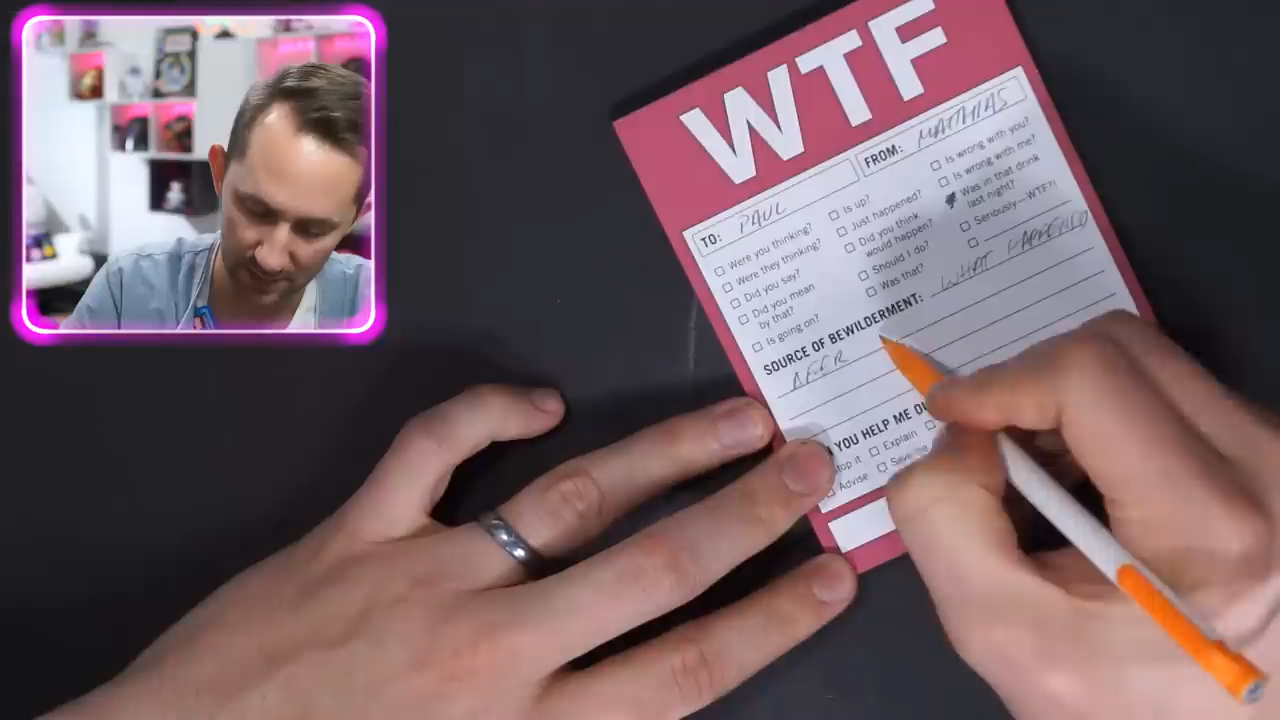 WTF
TO: PAUL
FROM: MATTHIAS
Were you thinking?
Were they thinking?
Did you say?
Did you mean
by that?
Is going on?
Is up?
Just happened?
Did you think
would happen?
Should I do?
Was that?
Is wrong with you?
Is wrong with me?
Was in that drink
last night?
Seriously—WTF?!
SOURCE OF BEWILDERMENT: WHAT HAPPENED
AFER
YOU HELP ME
top it
Explain
Advise